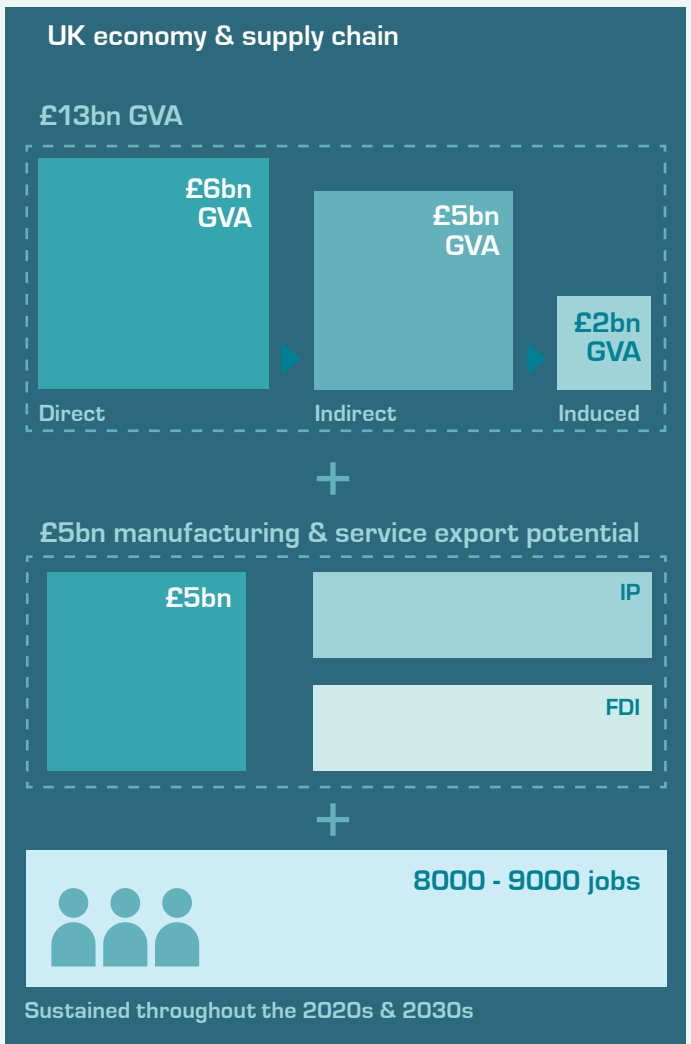 UK economy & supply chain
£13bn GVA
£6bn
GVA
£5bn
GVA
£2bn
GVA
Direct
Indirect
Induced
+
£5bn manufacturing & service export potential
£5bn
IP
FDI
+
8000 - 9000 jobs
Sustained throughout the 2020s & 2030s